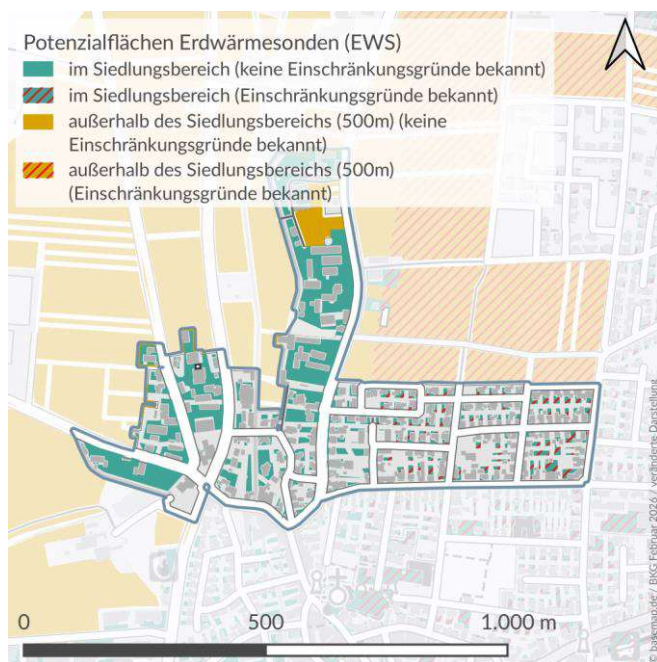 Potenzialflächen Erdwärmesonden (EWS)
im Siedlungsbereich (keine Einschränkungsgründe bekannt)
im Siedlungsbereich (Einschränkungsgründe bekannt)
außerhalb des Siedlungsbereichs (500m) (keine
Einschränkungsgründe bekannt)
außerhalb des Siedlungsbereichs (500m)
(Einschränkungsgründe bekannt)
© basemap.de / BKG Februar 2026 / veränderte Darstellung
0 500 1.000 m